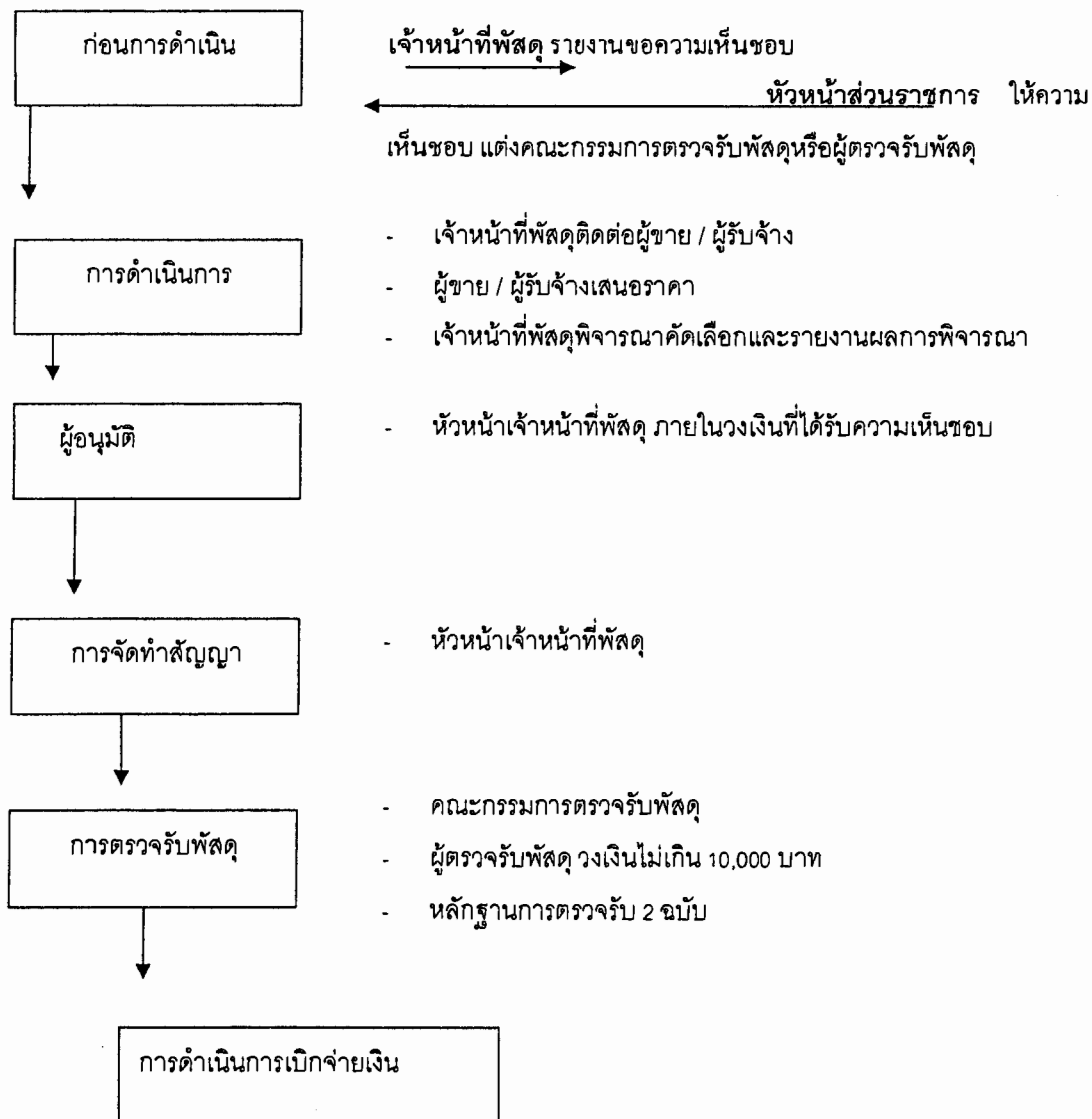 ก่อนการดำเนิน
เจ้าหน้าที่พัสดุ รายงานขอความเห็นชอบ
หัวหน้าส่วนราชการ ให้ความ
เห็นชอบ แต่งคณะกรรมการตรวจรับพัสดุหรือผู้ตรวจรับพัสดุ
การดำเนินการ
- เจ้าหน้าที่พัสดุติดต่อผู้ขาย / ผู้รับจ้าง
- ผู้ขาย / ผู้รับจ้างเสนอราคา
- เจ้าหน้าที่พัสดุพิจารณาคัดเลือกและรายงานผลการพิจารณา
ผู้อนุมัติ
- หัวหน้าเจ้าหน้าที่พัสดุ ภายในวงเงินที่ได้รับความเห็นชอบ
การจัดทำสัญญา
- หัวหน้าเจ้าหน้าที่พัสดุ
การตรวจรับพัสดุ
- คณะกรรมการตรวจรับพัสดุ
- ผู้ตรวจรับพัสดุ วงเงินไม่เกิน 10,000 บาท
- หลักฐานการตรวจรับ 2 ฉบับ
การดำเนินการเบิกจ่ายเงิน